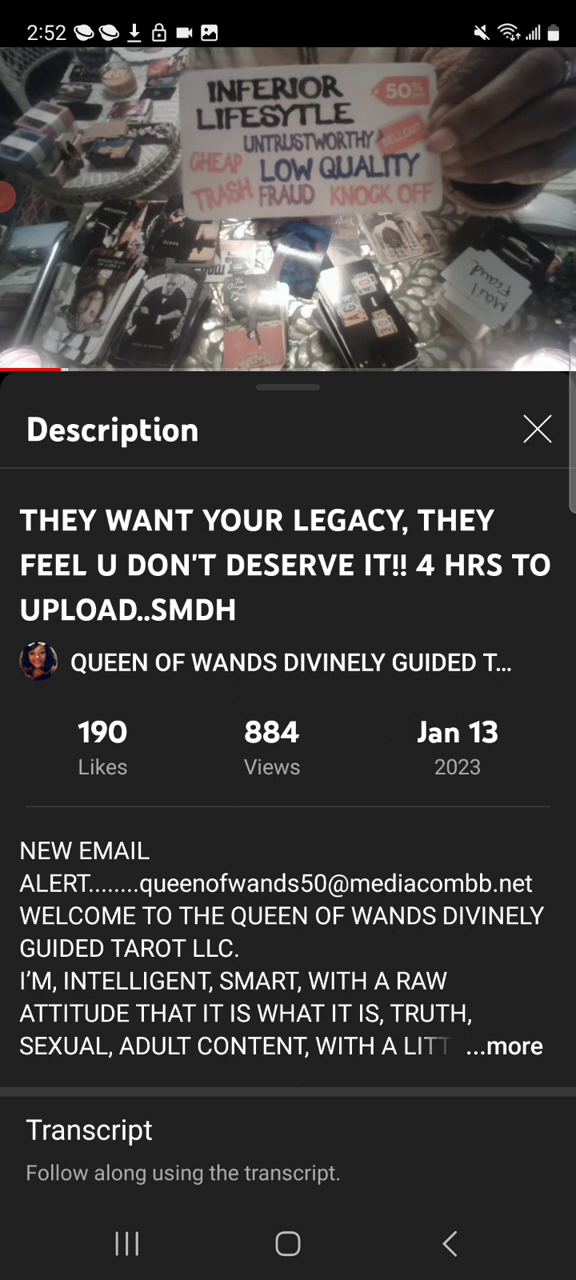 2:52
INFERIOR
LIFESYTLE
50%
UNTRUSTWORTHY
SELLOUT
CHEAP
LOW QUALITY
TRASH FRAUD KNOCK OFF
Mail
Fraud
Description
THEY WANT YOUR LEGACY, THEY
FEEL U DON'T DESERVE IT!! 4 HRS TO
UPLOAD..SMDH
QUEEN OF WANDS DIVINELY GUIDED T...
190
884
Jan 13
Likes
Views
2023
NEW EMAIL
ALERT........queenofwands50@mediacombb.net
WELCOME TO THE QUEEN OF WANDS DIVINELY
GUIDED TAROT LLC.
I'M, INTELLIGENT, SMART, WITH A RAW
ATTITUDE THAT IT IS WHAT IT IS, TRUTH,
SEXUAL, ADULT CONTENT, WITH A LITT ...more
Transcript
Follow along using the transcript.